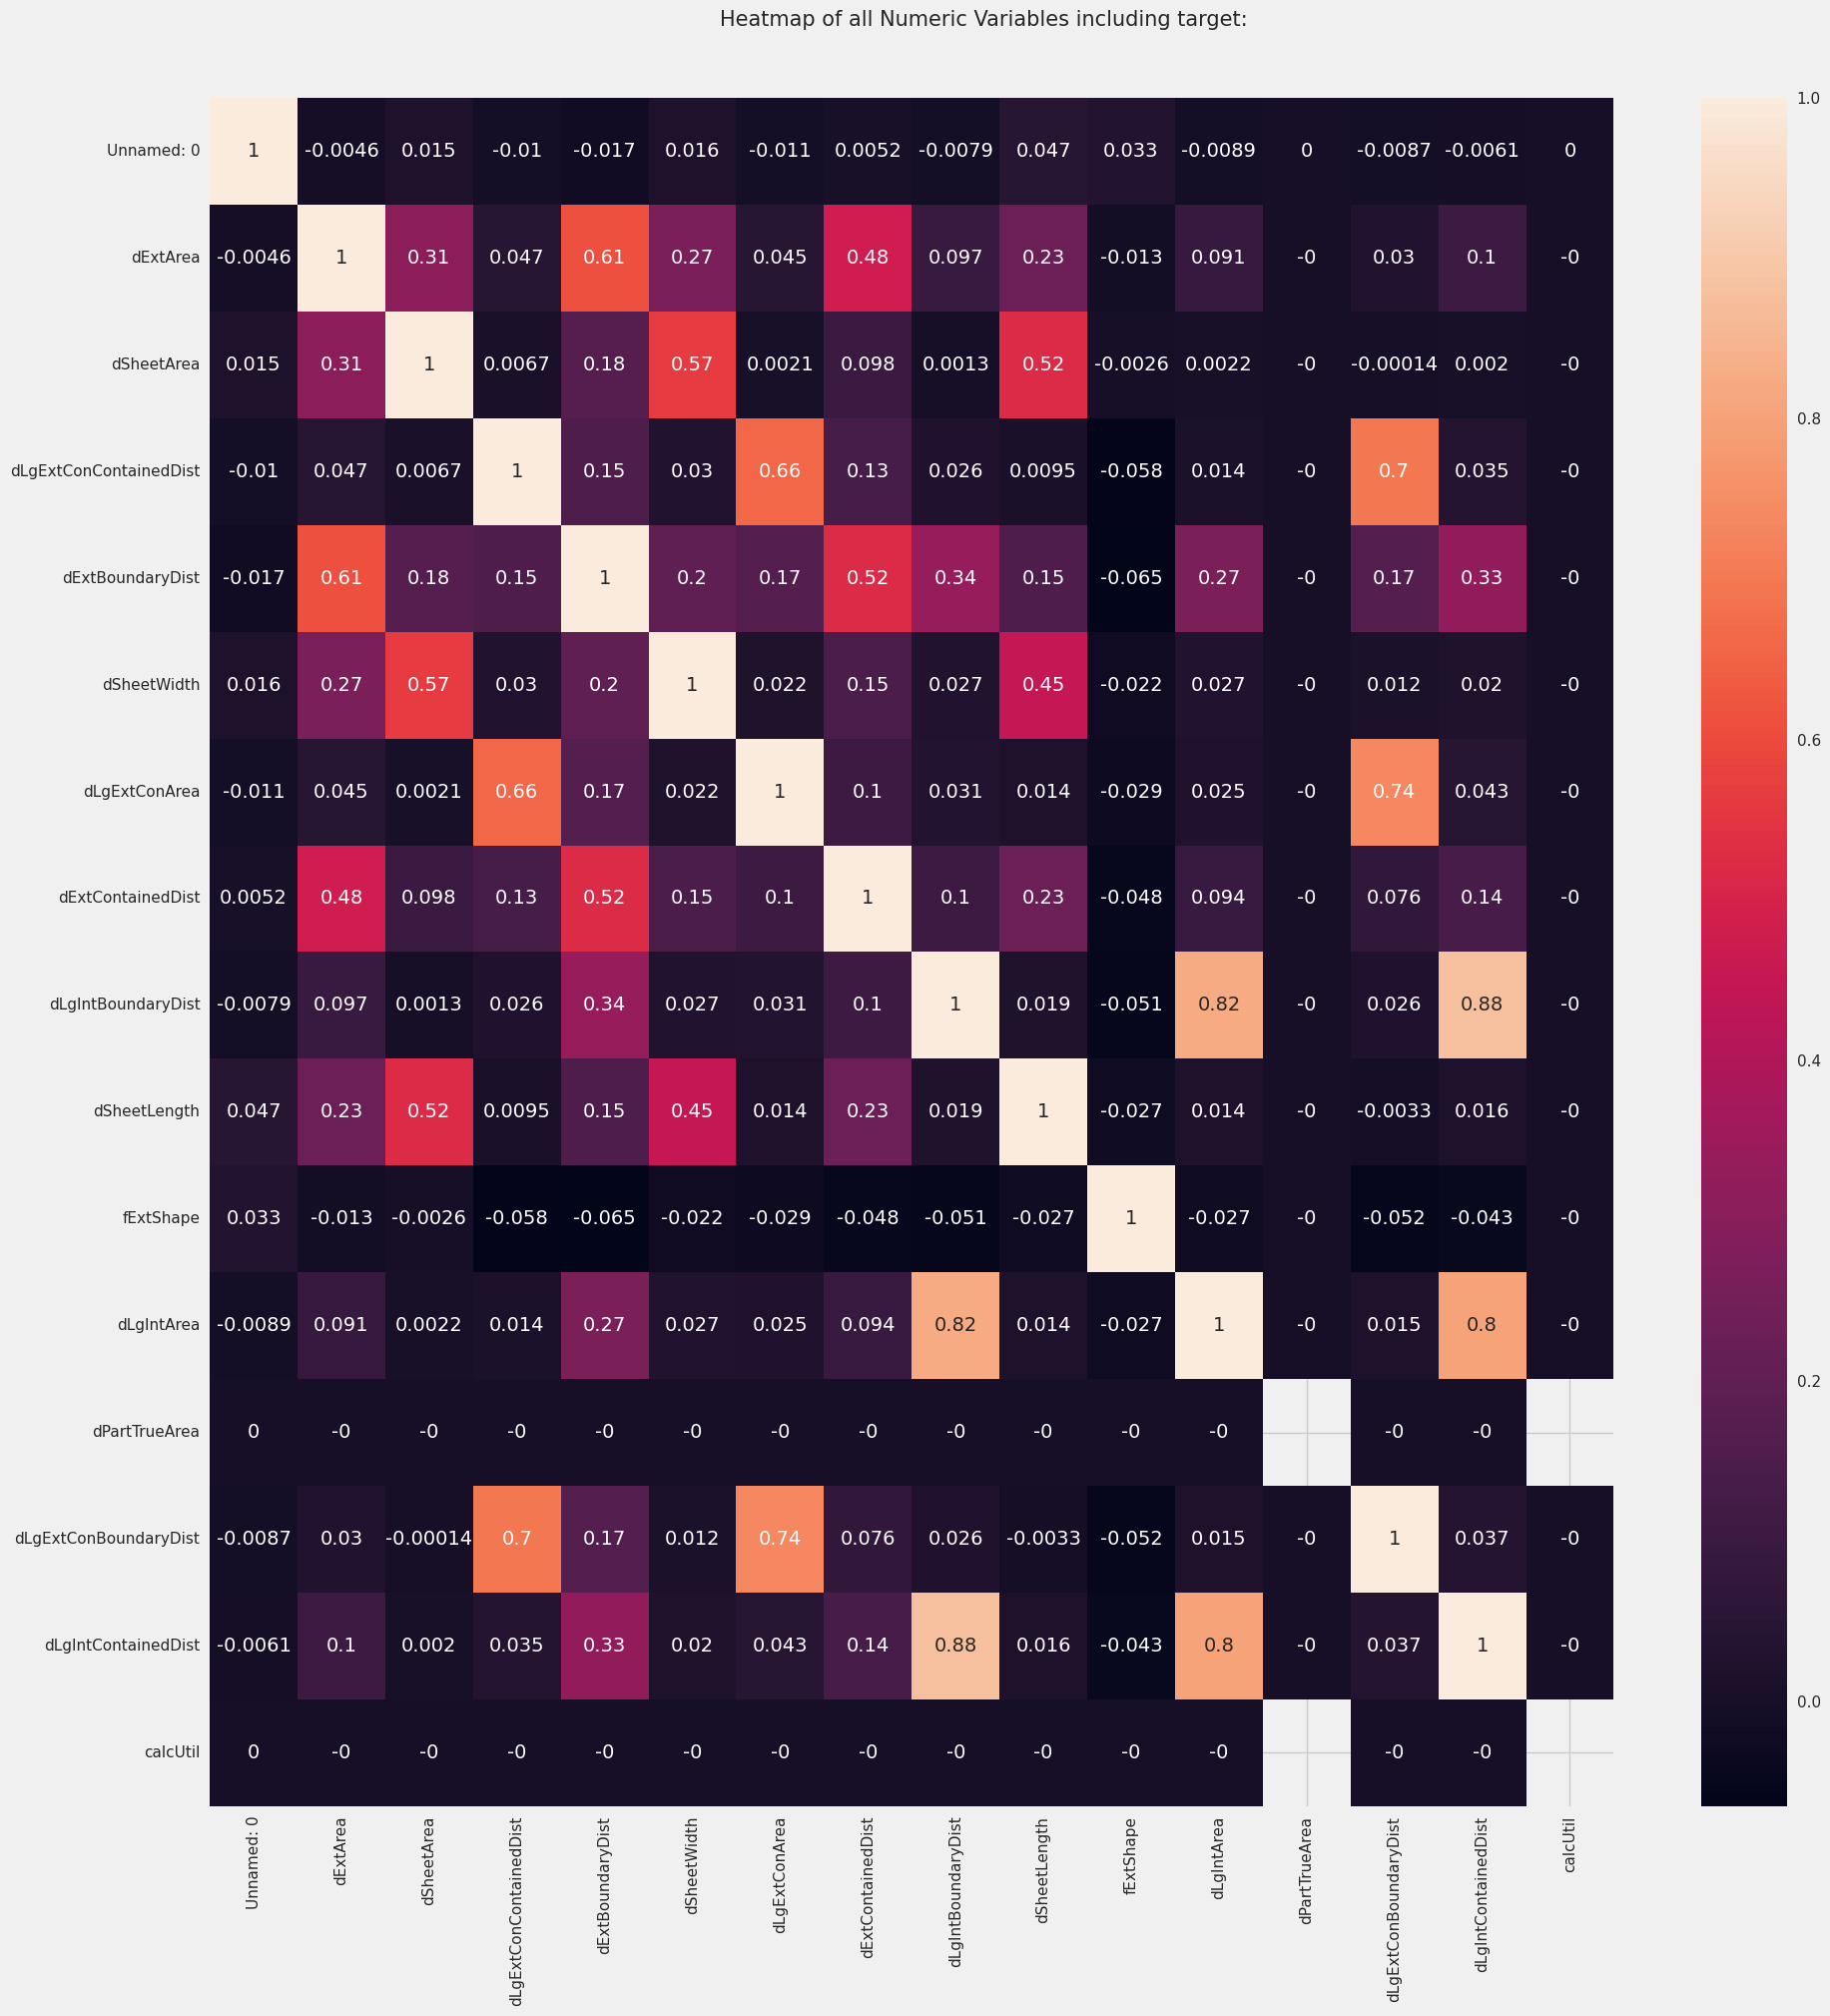 Heatmap of all Numeric Variables including target:
Unnamed: 0 1 -0.0046 0.015 -0.01 -0.017 0.016 -0.011 0.0052 -0.0079 0.047 0.033 -0.0089 0 -0.0087 -0.0061 0
dExtArea -0.0046 1 0.31 0.047 0.61 0.27 0.045 0.48 0.097 0.23 -0.013 0.091 -0 0.03 0.1 -0
dSheetArea 0.015 0.31 1 0.0067 0.18 0.57 0.0021 0.098 0.0013 0.52 -0.0026 0.0022 -0 -0.00014 0.002 -0
dLgExtConContainedDist -0.01 0.047 0.0067 1 0.15 0.03 0.66 0.13 0.026 0.0095 -0.058 0.014 -0 0.7 0.035 -0
dExtBoundaryDist -0.017 0.61 0.18 0.15 1 0.2 0.17 0.52 0.34 0.15 -0.065 0.27 -0 0.17 0.33 -0
dSheetWidth 0.016 0.27 0.57 0.03 0.2 1 0.022 0.15 0.027 0.45 -0.022 0.027 -0 0.012 0.02 -0
dLgExtConArea -0.011 0.045 0.0021 0.66 0.17 0.022 1 0.1 0.031 0.014 -0.029 0.025 -0 0.74 0.043 -0
dExtContainedDist 0.0052 0.48 0.098 0.13 0.52 0.15 0.1 1 0.1 0.23 -0.048 0.094 -0 0.076 0.14 -0
dLgIntBoundaryDist -0.0079 0.097 0.0013 0.026 0.34 0.027 0.031 0.1 1 0.019 -0.051 0.82 -0 0.026 0.88 -0
dSheetLength 0.047 0.23 0.52 0.0095 0.15 0.45 0.014 0.23 0.019 1 -0.027 0.014 -0 -0.0033 0.016 -0
fExtShape 0.033 -0.013 -0.0026 -0.058 -0.065 -0.022 -0.029 -0.048 -0.051 -0.027 1 -0.027 -0 -0.052 -0.043 -0
dLgIntArea -0.0089 0.091 0.0022 0.014 0.27 0.027 0.025 0.094 0.82 0.014 -0.027 1 -0 0.015 0.8 -0
dPartTrueArea 0 -0 -0 -0 -0 -0 -0 -0 -0 -0 -0 -0 -0 -0
dLgExtConBoundaryDist -0.0087 0.03 -0.00014 0.7 0.17 0.012 0.74 0.076 0.026 -0.0033 -0.052 0.015 -0 1 0.037 -0
dLgIntContainedDist -0.0061 0.1 0.002 0.035 0.33 0.02 0.043 0.14 0.88 0.016 -0.043 0.8 -0 0.037 1 -0
calcUtil 0 -0 -0 -0 -0 -0 -0 -0 -0 -0 -0 -0 -0 -0
Unnamed: 0
dExtArea
dSheetArea
dLgExtConContainedDist
dExtBoundaryDist
dSheetWidth
dLgExtConArea
dExtContainedDist
dLgIntBoundaryDist
dSheetLength
fExtShape
dLgIntArea
dPartTrueArea
dLgExtConBoundaryDist
dLgIntContainedDist
calcUtil
1.0
0.8
0.6
0.4
0.2
0.0